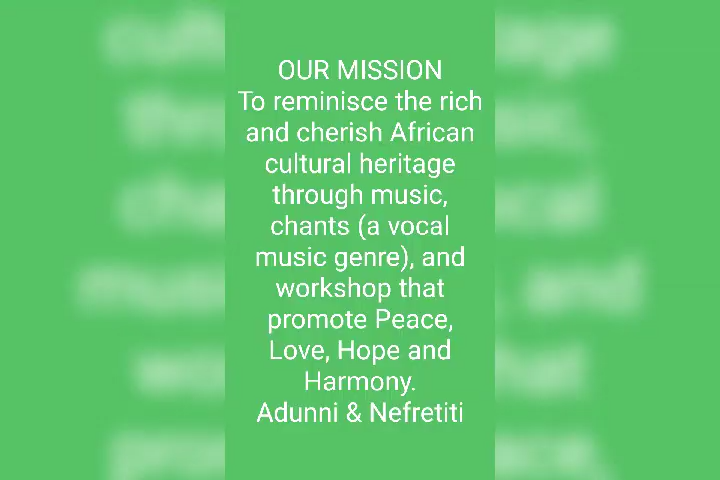 OUR MISSION
To reminisce the rich
and cherish African
cultural heritage
through music,
chants (a vocal
music genre), and
workshop that
promote Peace,
Love, Hope and
Harmony.
Adunni & Nefretiti